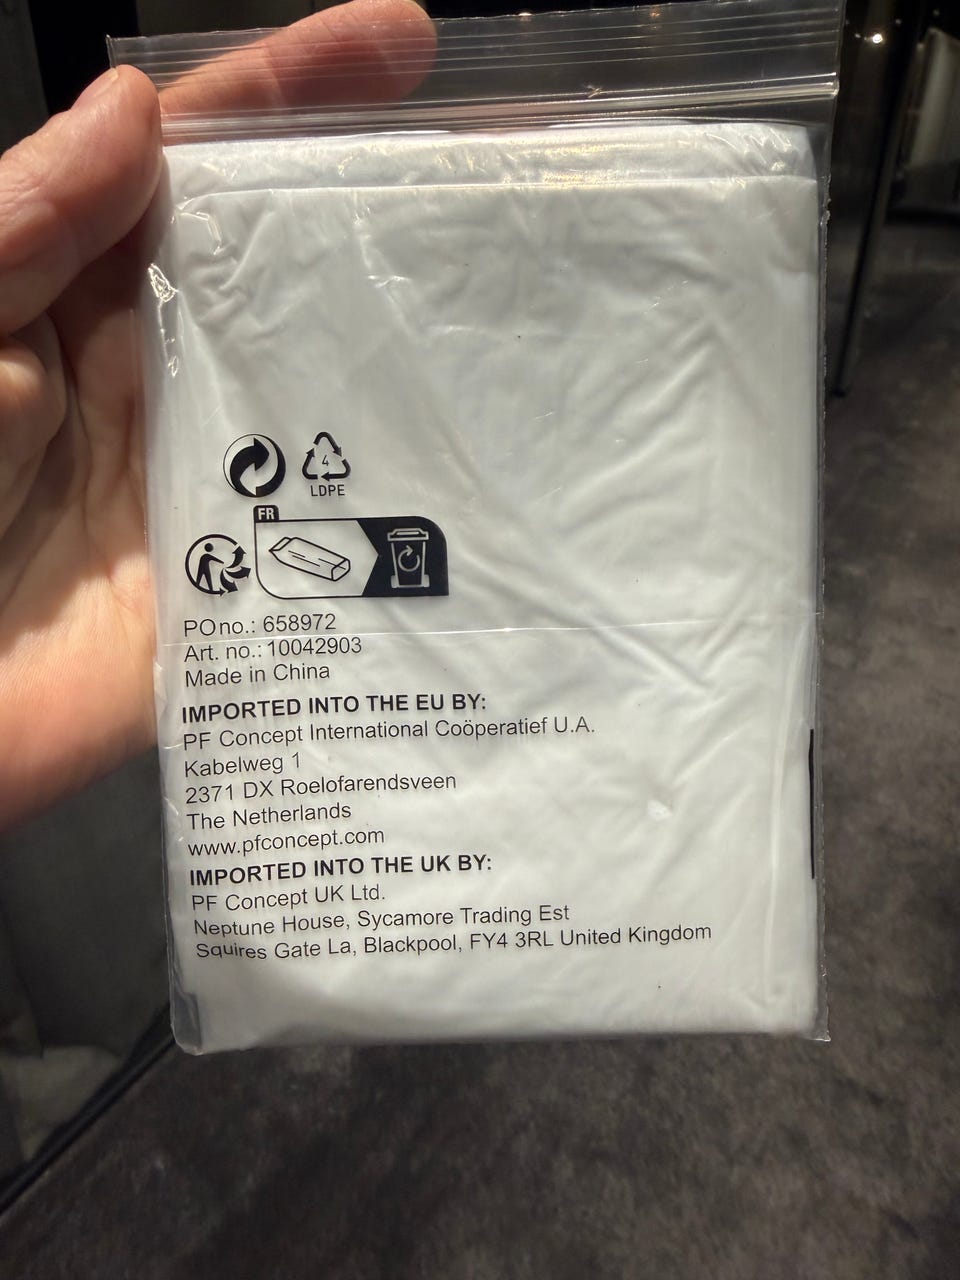 4
LDPE
FR
PO no.: 658972
Art. no.: 10042903
Made in China
IMPORTED INTO THE EU BY:
PF Concept International Coöperatief U.A.
Kabelweg 1
2371 DX Roelofarendsveen
The Netherlands
www.pfconcept.com
IMPORTED INTO THE UK BY:
PF Concept UK Ltd.
Neptune House, Sycamore Trading Est
Squires Gate La, Blackpool, FY4 3RL United Kingdom